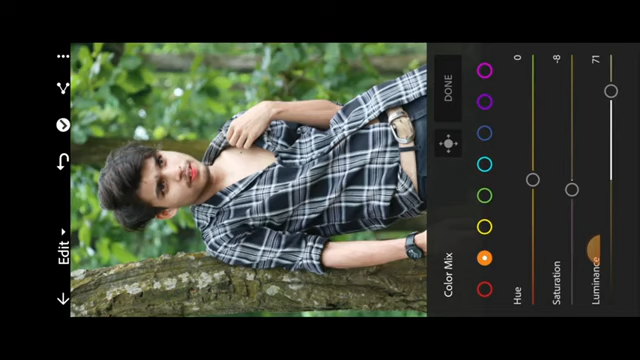 Edit
Color Mix
DONE
Hue
0
Saturation
-8
Luminance
71